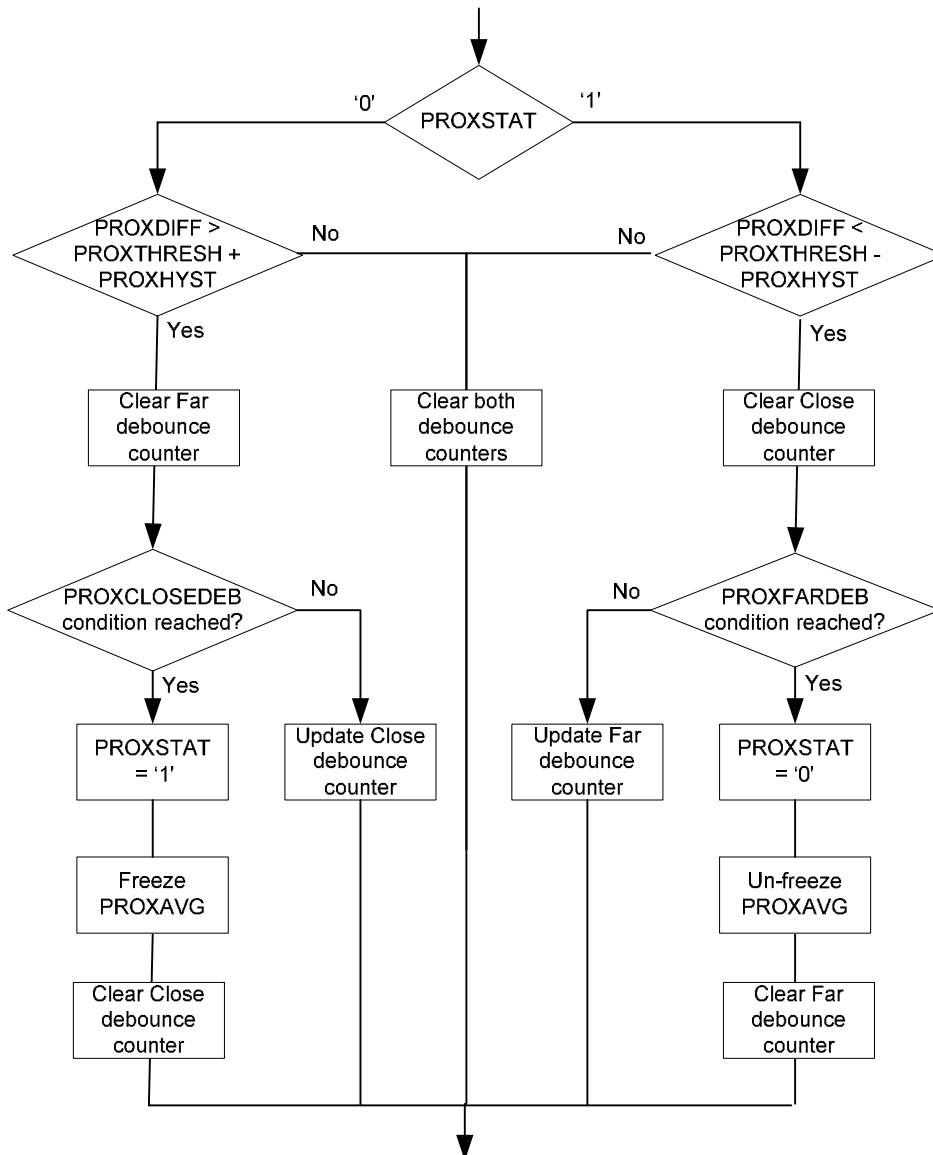 ‘0’
‘1’
PROXSTAT
PROXDIFF >
PROXTHRESH +
PROXHYST
No
No
PROXDIFF <
PROXTHRESH -
PROXHYST
Yes
Yes
Clear Far
debounce
counter
Clear both
debounce
counters
Clear Close
debounce
counter
PROXCLOSEDEB
condition reached?
No
No
PROXFARDEB
condition reached?
Yes
Yes
PROXSTAT
= ‘1’
Update Close
debounce
counter
Update Far
debounce
counter
PROXSTAT
= ‘0’
Freeze
PROXAVG
Un-freeze
PROXAVG
Clear Close
debounce
counter
Clear Far
debounce
counter